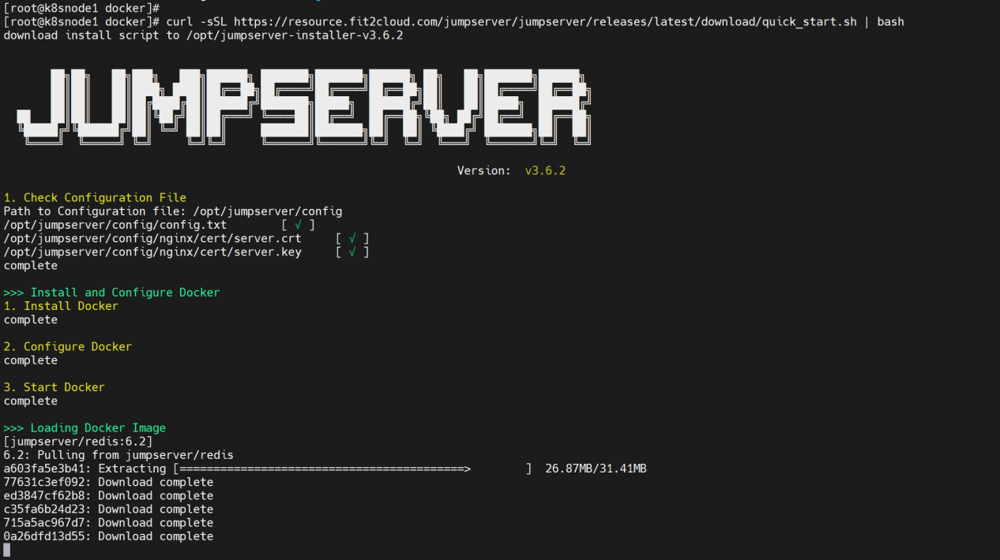 [root@k8snode1 docker]#
[root@k8snode1 docker]# curl -sSL https://resource.fit2cloud.com/jumpserver/jumpserver/releases/latest/download/quick_start.sh | bash
download install script to /opt/jumpserver-installer-v3.6.2
JUMPSERVER
Version:  v3.6.2
1. Check Configuration File
Path to Configuration file: /opt/jumpserver/config
/opt/jumpserver/config/config.txt        [ √ ]
/opt/jumpserver/config/nginx/cert/server.crt     [ √ ]
/opt/jumpserver/config/nginx/cert/server.key     [ √ ]
complete
>>> Install and Configure Docker
1. Install Docker
complete
2. Configure Docker
complete
3. Start Docker
complete
>>> Loading Docker Image
[jumpserver/redis:6.2]
6.2: Pulling from jumpserver/redis
a603fa5e3b41: Extracting [==========================================>        ]  26.87MB/31.41MB
77631c3ef092: Download complete
ed3847cf62b8: Download complete
c35fa6b24d23: Download complete
715a5ac967d7: Download complete
0a26dfd13d55: Download complete